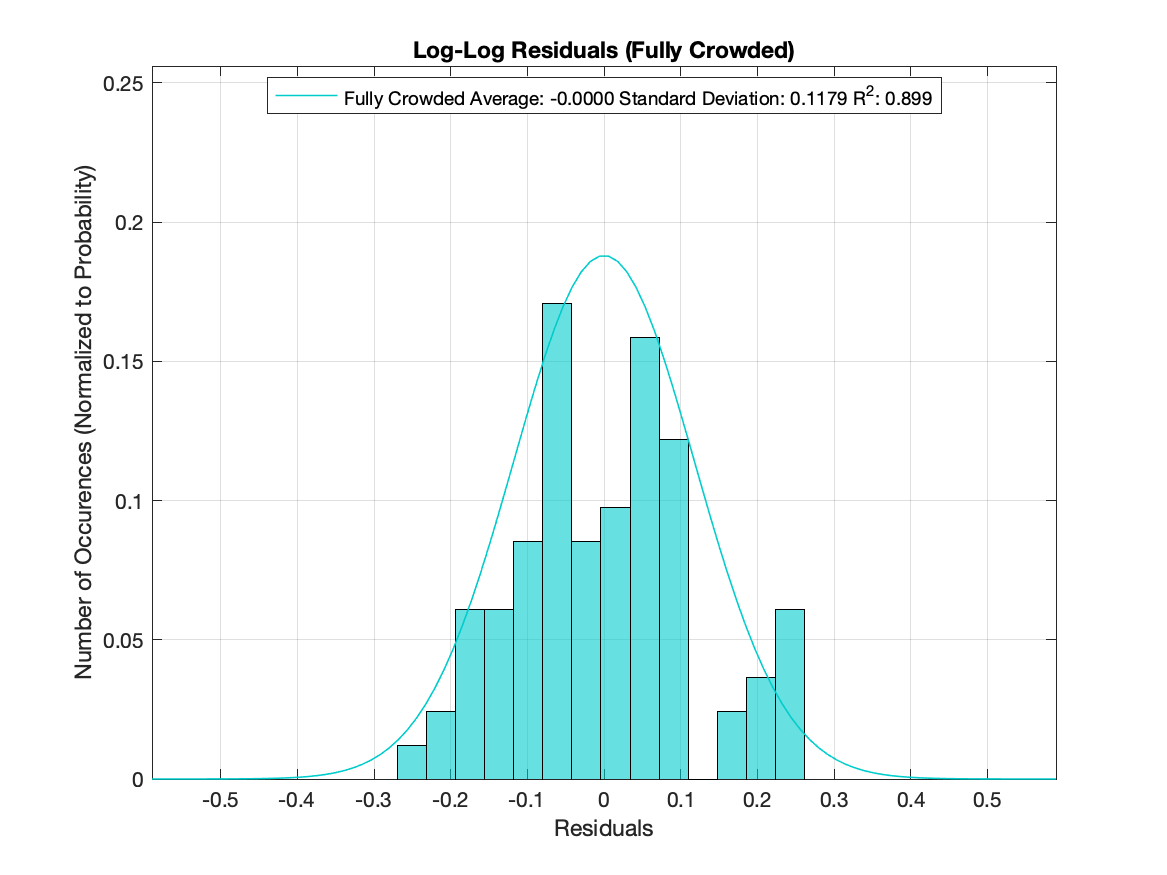 Log-Log Residuals (Fully Crowded)
Fully Crowded Average: -0.0000 Standard Deviation: 0.1179 R²: 0.899
Number of Occurences (Normalized to Probability)
0.25
0.2
0.15
0.1
0.05
0
-0.5 -0.4 -0.3 -0.2 -0.1 0 0.1 0.2 0.3 0.4 0.5
Residuals